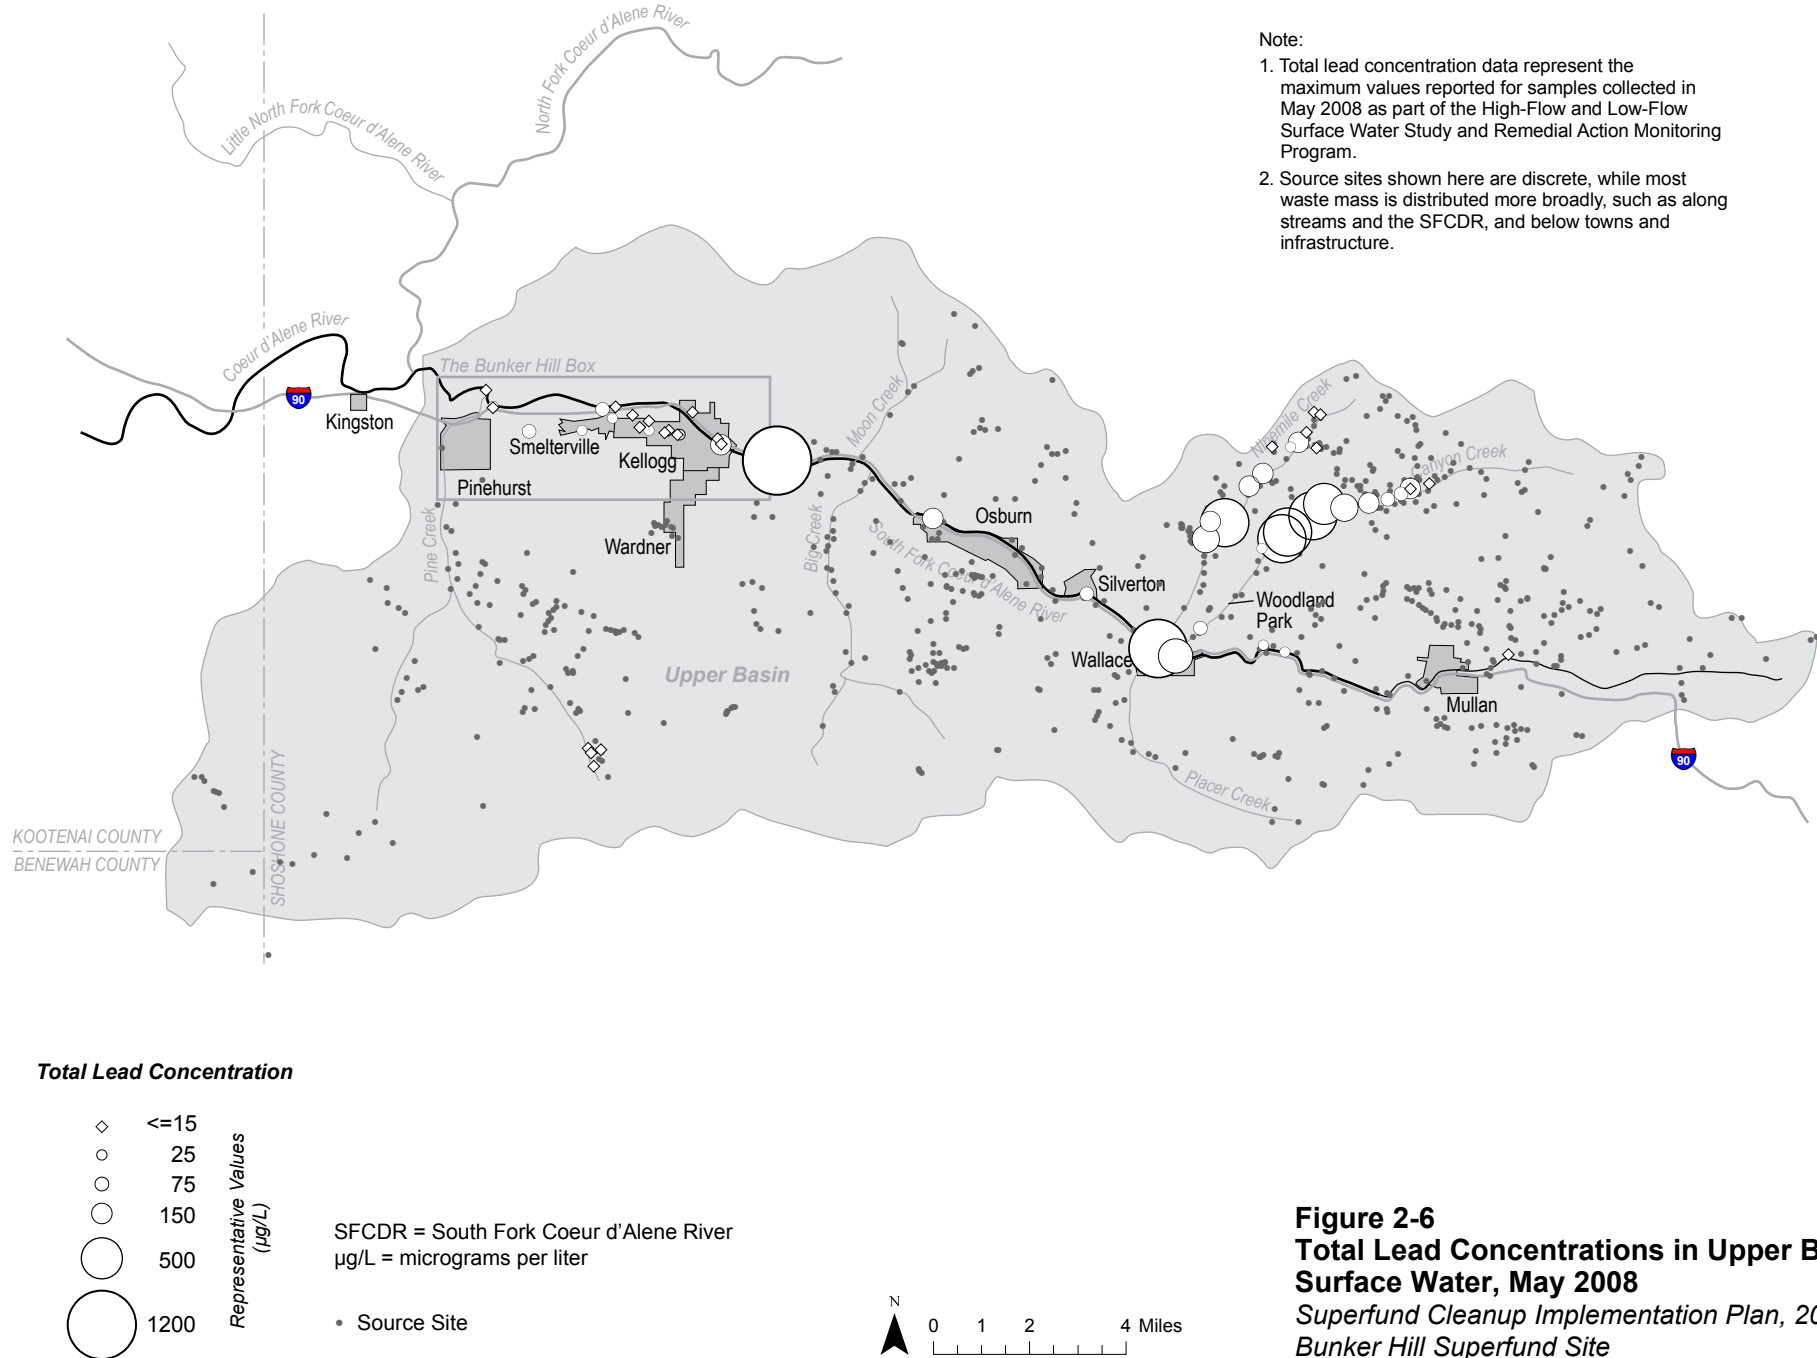 North Fork Coeur d'Alene River
Little North Fork Coeur d'Alene River
Note:
1. Total lead concentration data represent the
maximum values reported for samples collected in
May 2008 as part of the High-Flow and Low-Flow
Surface Water Study and Remedial Action Monitoring
Program.
2. Source sites shown here are discrete, while most
waste mass is distributed more broadly, such as along
streams and the SFCDR, and below towns and
infrastructure.
Coeur d'Alene River
The Bunker Hill Box
90
Kingston
Smelterville
Kellogg
Pinehurst
Wardner
Pine Creek
Moon Creek
Big Creek
Osburn
South Fork Coeur d'Alene River
Silverton
Ninemile Creek
Canyon Creek
Woodland
Park
Wallace
Mullan
Upper Basin
Placer Creek
90
KOOTENAI COUNTY
BENEWAH COUNTY
SHOSHONE COUNTY
Total Lead Concentration
<=15
25
75
150
500
1200
Representative Values
(µg/L)
SFCDR = South Fork Coeur d'Alene River
µg/L = micrograms per liter
Source Site
N
0 1 2 4 Miles
Figure 2-6
Total Lead Concentrations in Upper B
Surface Water, May 2008
Superfund Cleanup Implementation Plan, 20
Bunker Hill Superfund Site